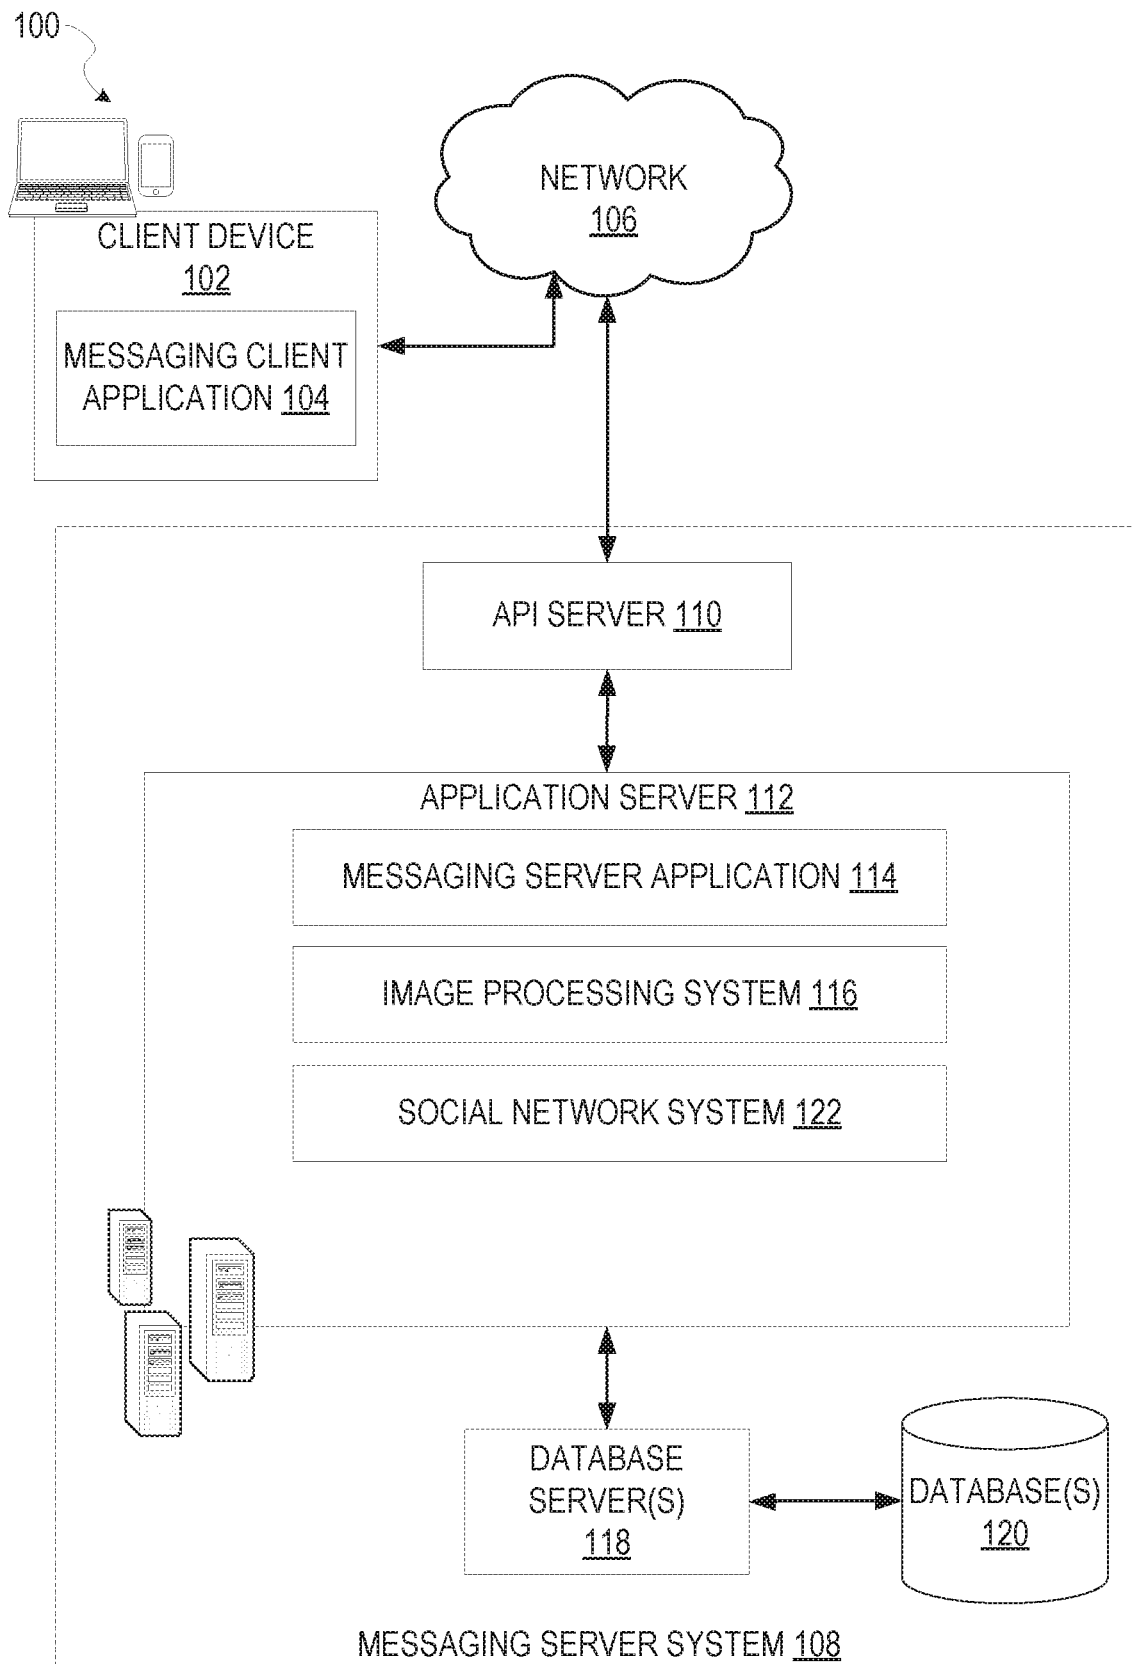 100
NETWORK
106
CLIENT DEVICE
102
MESSAGING CLIENT
APPLICATION 104
API SERVER 110
APPLICATION SERVER 112
MESSAGING SERVER APPLICATION 114
IMAGE PROCESSING SYSTEM 116
SOCIAL NETWORK SYSTEM 122
DATABASE
SERVER(S)
118
DATABASE(S)
120
MESSAGING SERVER SYSTEM 108